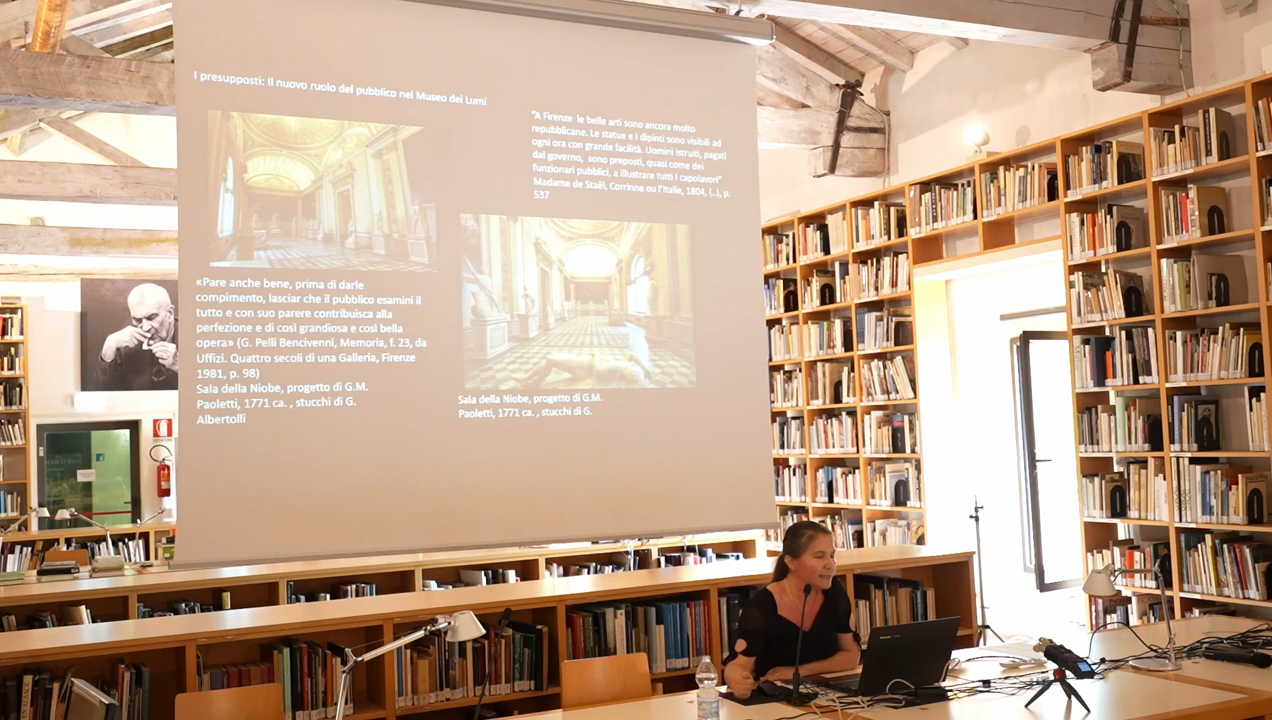 I presupposti: Il nuovo ruolo del pubblico nel Museo dei Lumi
"A Firenze le belle arti sono ancora molto
repubblicane. Le statue e I dipinti sono visibili ad
ogni ora con grande facilità. Uomini istruiti, pagati
dal governo, sono preposti, quasi come dei
funzionari pubblici, a illustrare tutti I capolavori"
Madame de Staël, Corrinne ou l'Italie, 1804, (..), p.
537
«Pare anche bene, prima di darle
compimento, lasciar che il pubblico esamini il
tutto e con suo parere contribuisca alla
perfezione e di così grandiosa e così bella
opera» (G. Pelli Bencivenni, Memoria, f. 23, da
Uffizi. Quattro secoli di una Galleria, Firenze
1981, p. 98)
Sala della Niobe, progetto di G.M.
Paoletti, 1771 ca. , stucchi di G.
Albertolli
Sala della Niobe, progetto di G.M.
Paoletti, 1771 ca. , stucchi di G.